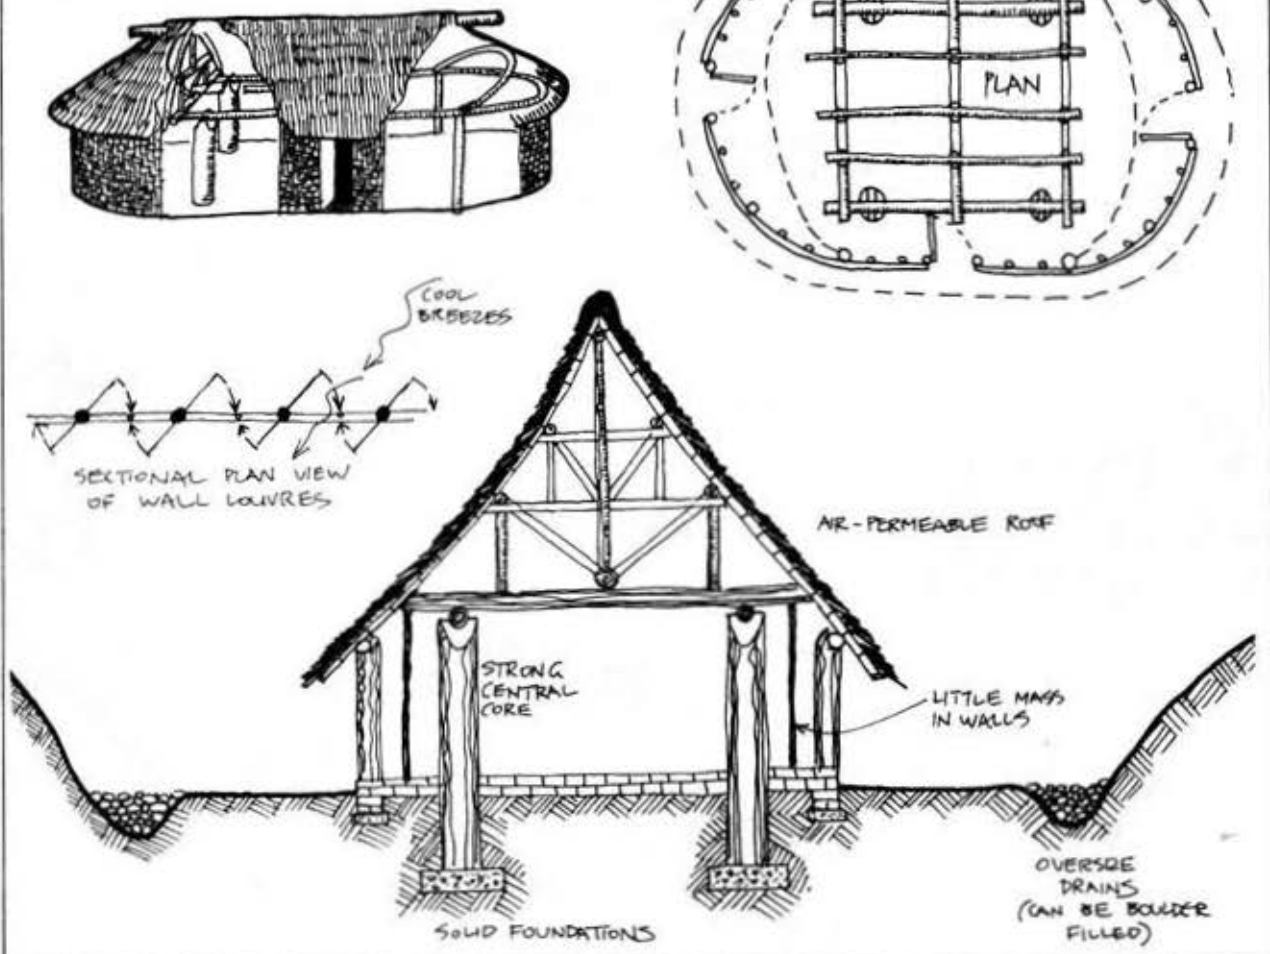 PLAN
COOL
BREEZES
SECTIONAL PLAN VIEW
OF WALL LOUVRES
AIR-PERMEABLE ROOF
STRONG
CENTRAL
CORE
LITTLE MASS
IN WALLS
OVERSIZE
DRAINS
(CAN BE BOULDER
FILLED)
SOLID FOUNDATIONS